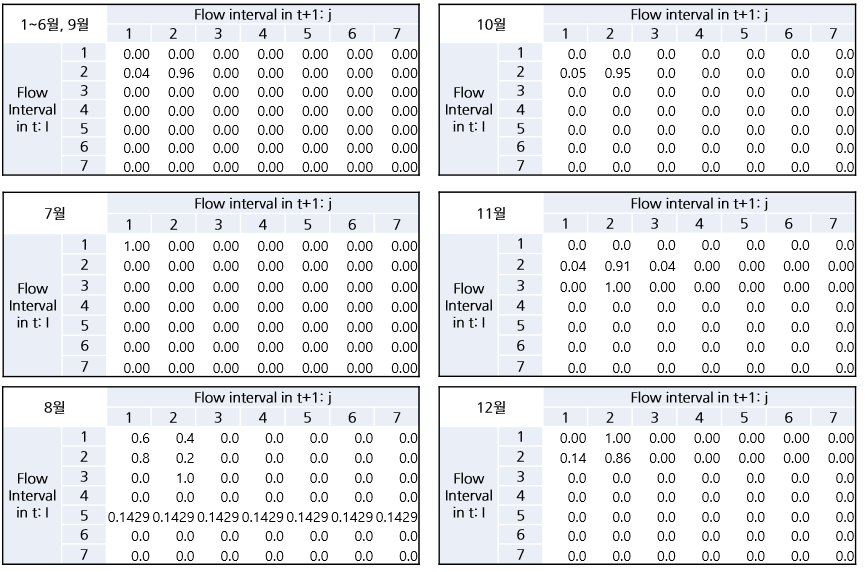 1~6월, 9월 Flow interval in t+1: j
1 2 3 4 5 6 7
Flow Interval in t: I
1 0.00 0.00 0.00 0.00 0.00 0.00 0.00
2 0.04 0.96 0.00 0.00 0.00 0.00 0.00
3 0.00 0.00 0.00 0.00 0.00 0.00 0.00
4 0.00 0.00 0.00 0.00 0.00 0.00 0.00
5 0.00 0.00 0.00 0.00 0.00 0.00 0.00
6 0.00 0.00 0.00 0.00 0.00 0.00 0.00
7 0.00 0.00 0.00 0.00 0.00 0.00 0.00
10월 Flow interval in t+1: j
1 2 3 4 5 6 7
Flow Interval in t: I
1 0.0 0.0 0.0 0.0 0.0 0.0 0.0
2 0.05 0.95 0.0 0.0 0.0 0.0 0.0
3 0.0 0.0 0.0 0.0 0.0 0.0 0.0
4 0.0 0.0 0.0 0.0 0.0 0.0 0.0
5 0.0 0.0 0.0 0.0 0.0 0.0 0.0
6 0.0 0.0 0.0 0.0 0.0 0.0 0.0
7 0.0 0.0 0.0 0.0 0.0 0.0 0.0
7월 Flow interval in t+1: j
1 2 3 4 5 6 7
Flow Interval in t: I
1 1.00 0.00 0.00 0.00 0.00 0.00 0.00
2 0.00 0.00 0.00 0.00 0.00 0.00 0.00
3 0.00 0.00 0.00 0.00 0.00 0.00 0.00
4 0.00 0.00 0.00 0.00 0.00 0.00 0.00
5 0.00 0.00 0.00 0.00 0.00 0.00 0.00
6 0.00 0.00 0.00 0.00 0.00 0.00 0.00
7 0.00 0.00 0.00 0.00 0.00 0.00 0.00
11월 Flow interval in t+1: j
1 2 3 4 5 6 7
Flow Interval in t: I
1 0.0 0.0 0.0 0.0 0.0 0.0 0.0
2 0.04 0.91 0.04 0.00 0.00 0.00 0.00
3 0.00 1.00 0.00 0.00 0.00 0.00 0.00
4 0.0 0.0 0.0 0.0 0.0 0.0 0.0
5 0.0 0.0 0.0 0.0 0.0 0.0 0.0
6 0.0 0.0 0.0 0.0 0.0 0.0 0.0
7 0.0 0.0 0.0 0.0 0.0 0.0 0.0
8월 Flow interval in t+1: j
1 2 3 4 5 6 7
Flow Interval in t: I
1 0.6 0.4 0.0 0.0 0.0 0.0 0.0
2 0.8 0.2 0.0 0.0 0.0 0.0 0.0
3 0.0 1.0 0.0 0.0 0.0 0.0 0.0
4 0.0 0.0 0.0 0.0 0.0 0.0 0.0
5 0.1429 0.1429 0.1429 0.1429 0.1429 0.1429 0.1429
6 0.0 0.0 0.0 0.0 0.0 0.0 0.0
7 0.0 0.0 0.0 0.0 0.0 0.0 0.0
12월 Flow interval in t+1: j
1 2 3 4 5 6 7
Flow Interval in t: I
1 0.00 1.00 0.00 0.00 0.00 0.00 0.00
2 0.14 0.86 0.00 0.00 0.00 0.00 0.00
3 0.0 0.0 0.0 0.0 0.0 0.0 0.0
4 0.0 0.0 0.0 0.0 0.0 0.0 0.0
5 0.0 0.0 0.0 0.0 0.0 0.0 0.0
6 0.0 0.0 0.0 0.0 0.0 0.0 0.0
7 0.0 0.0 0.0 0.0 0.0 0.0 0.0